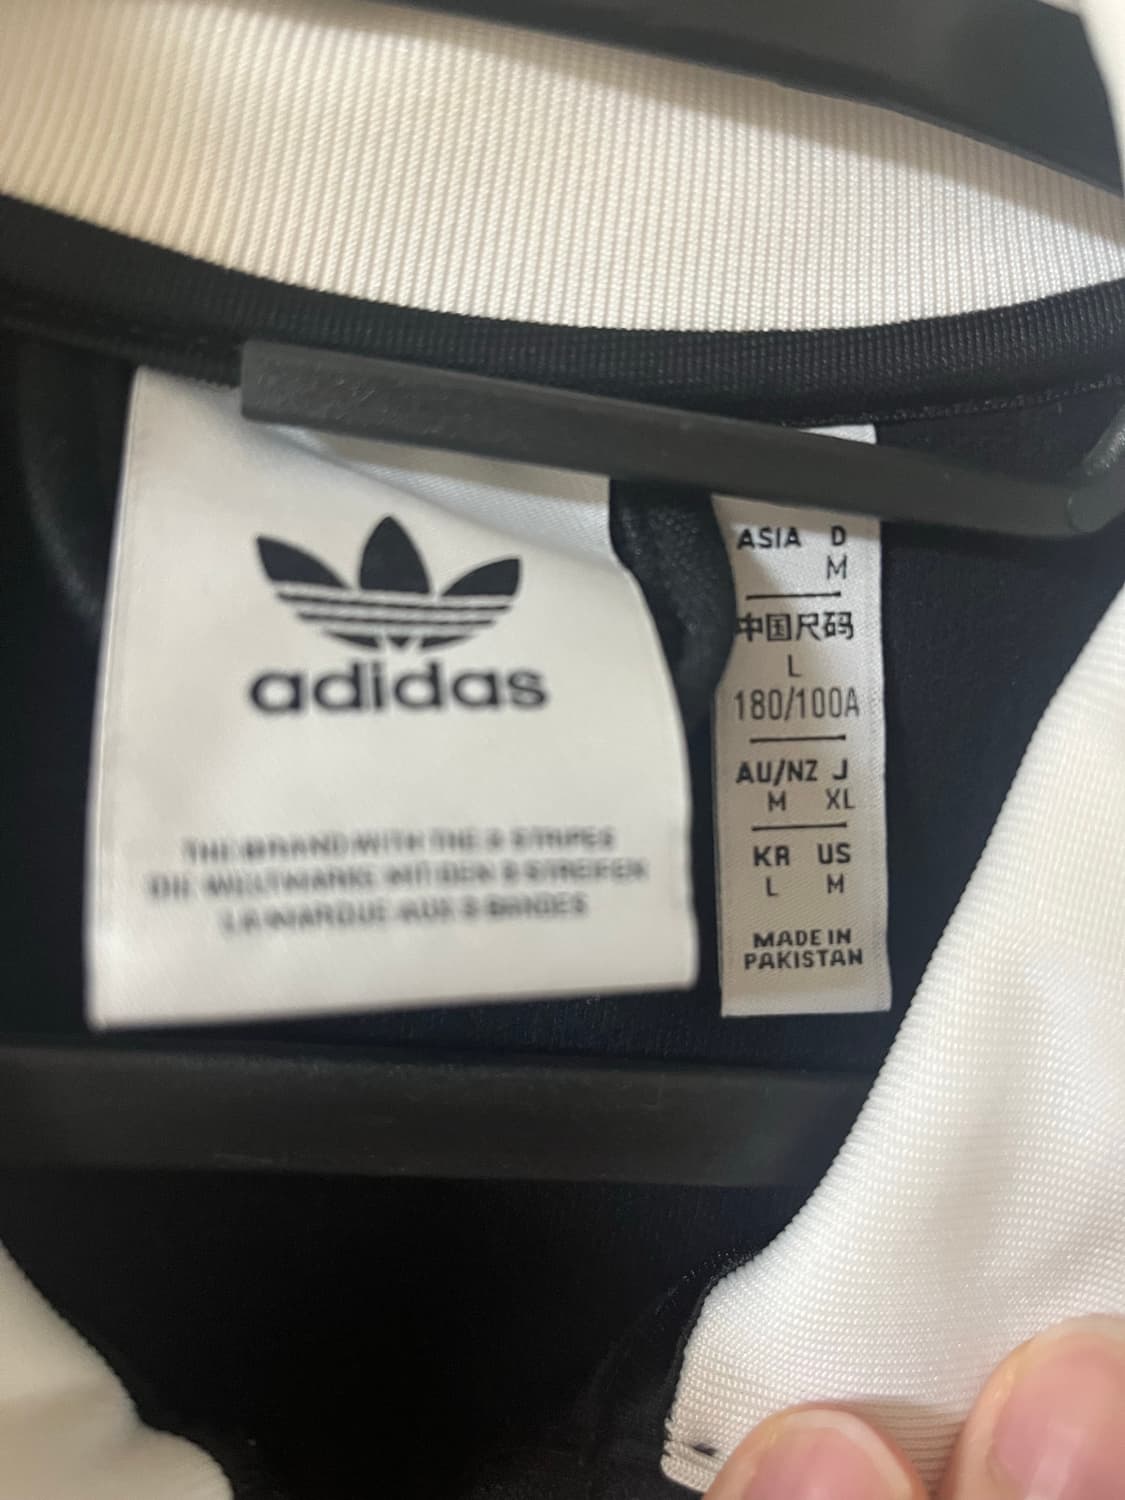 adidas
THE BRAND WITH THE 3 STRIPES
DIE WELTMARKE MIT DEN 3 STREIFEN
LA MARQUE AUX 3 BANDES
ASIA D
M
中国尺码
L
180/100A
AU/NZ J
M XL
KR US
L M
MADE IN
PAKISTAN